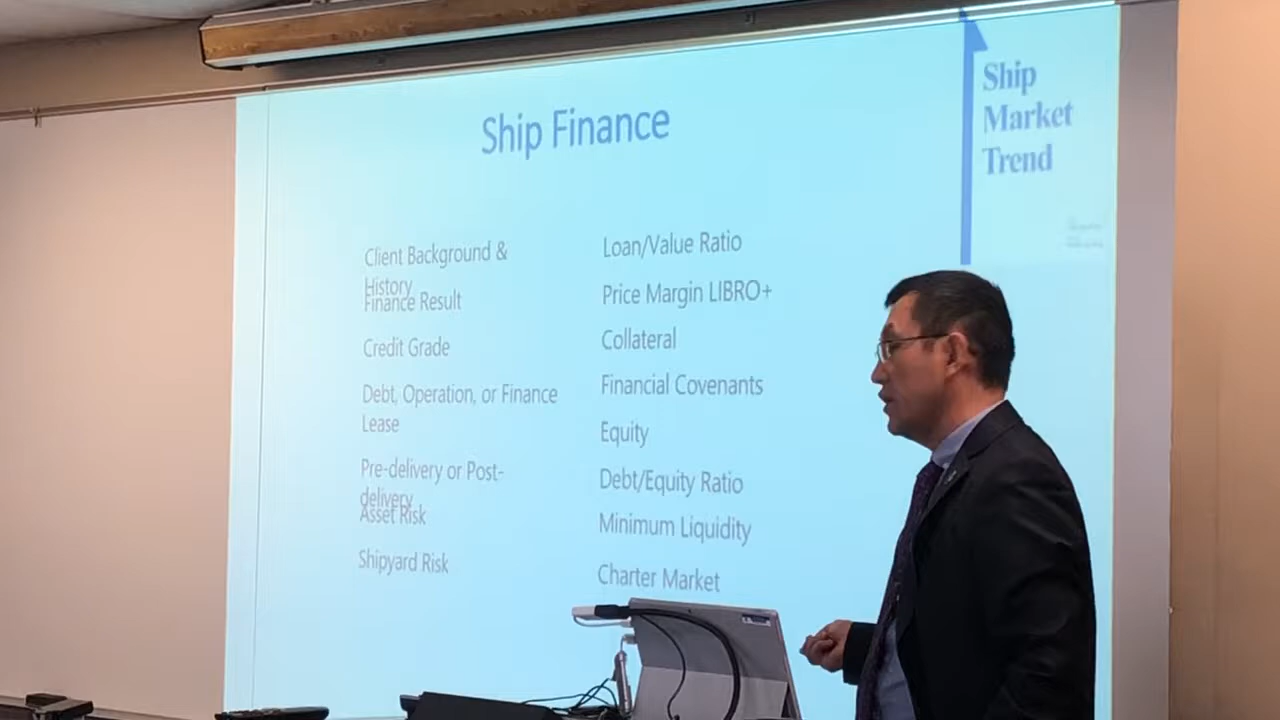 Ship Finance
Ship
Market
Trend
Client Background &
History
Finance Result
Credit Grade
Debt, Operation, or Finance
Lease
Pre-delivery or Post-
delivery
Asset Risk
Shipyard Risk
Loan/Value Ratio
Price Margin LIBRO+
Collateral
Financial Covenants
Equity
Debt/Equity Ratio
Minimum Liquidity
Charter Market